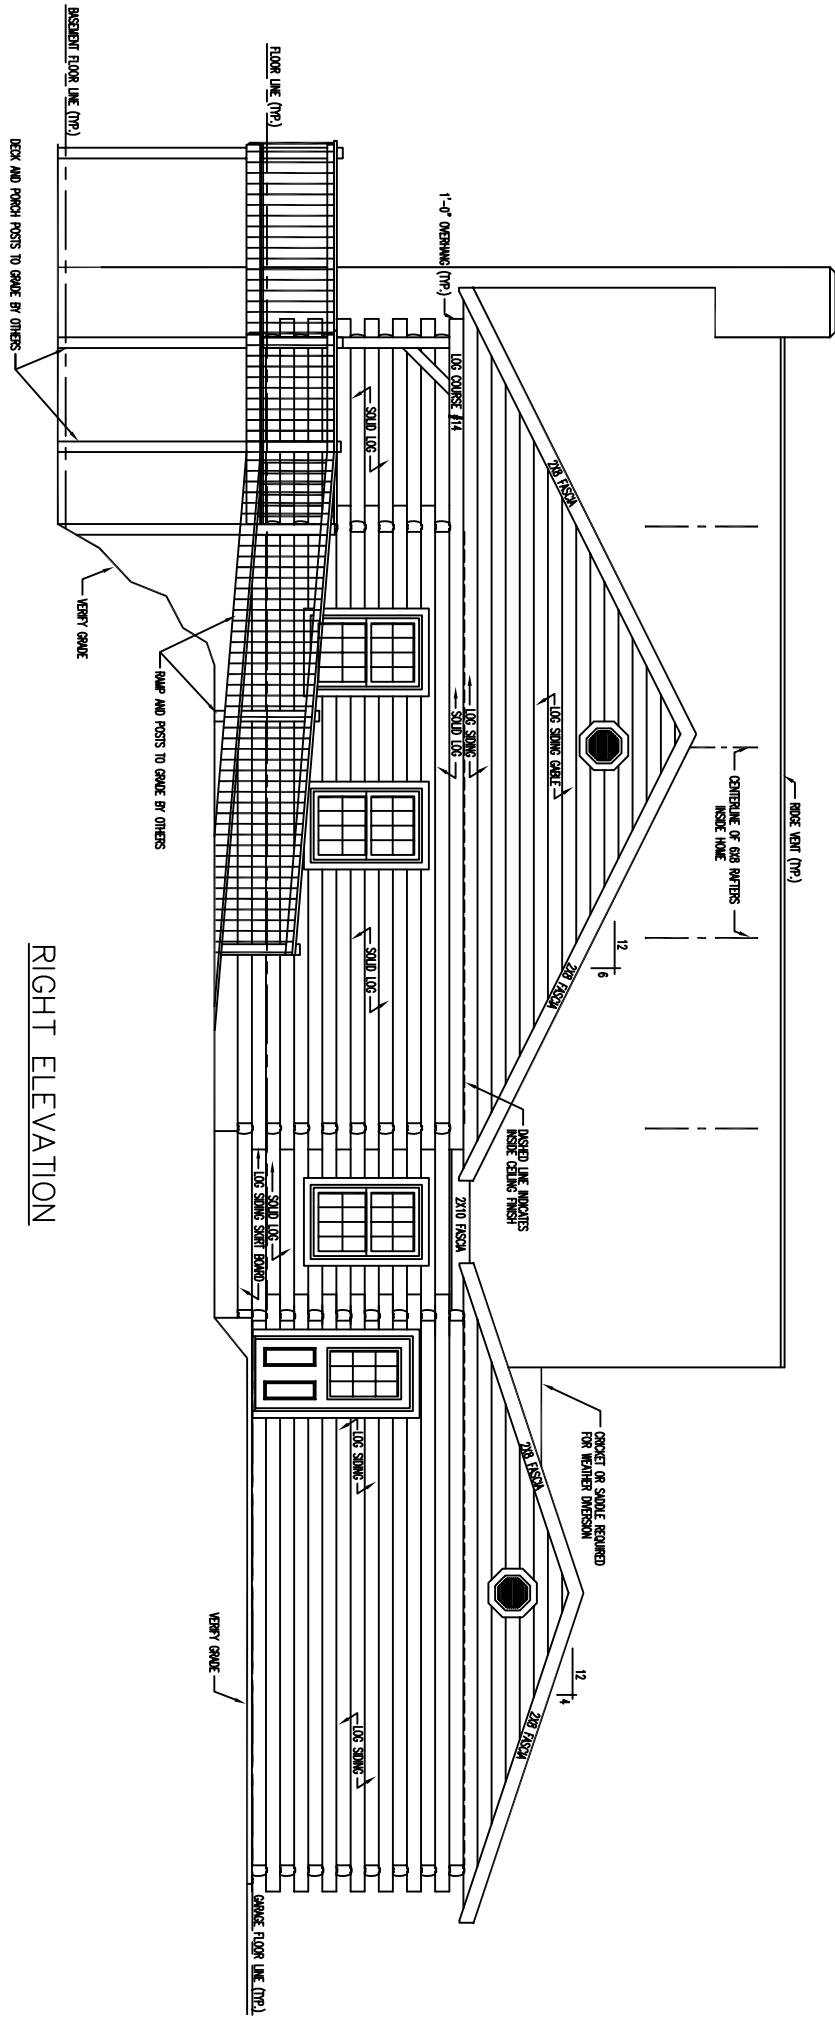 RIDGE VENT (TYP.)
CENTERLINE OF 6X8 RAFTERS
INSIDE HOME
12
6
2X8 FASCIA
2X8 FASCIA
LOG SIDING GABLE
CRICKET OR SADDLE REQUIRED
FOR WEATHER DIVERSION
12
4
2X8 FASCIA
2X8 FASCIA
1'-0" OVERHANG (TYP.)
LOG COURSE #14
LOG SIDING
SOLID LOG
DASHED LINE INDICATES
INSIDE CEILING FINISH
2X10 FASCIA
SOLID LOG
SOLID LOG
LOG SIDING
LOG SIDING
FLOOR LINE (TYP.)
SOLID LOG
LOG SIDING SKIRT BOARD
GARAGE FLOOR LINE (TYP.)
VERIFY GRADE
RAMP AND POSTS TO GRADE BY OTHERS
VERIFY GRADE
BASEMENT FLOOR LINE (TYP.)
DECK AND PORCH POSTS TO GRADE BY OTHERS
RIGHT ELEVATION